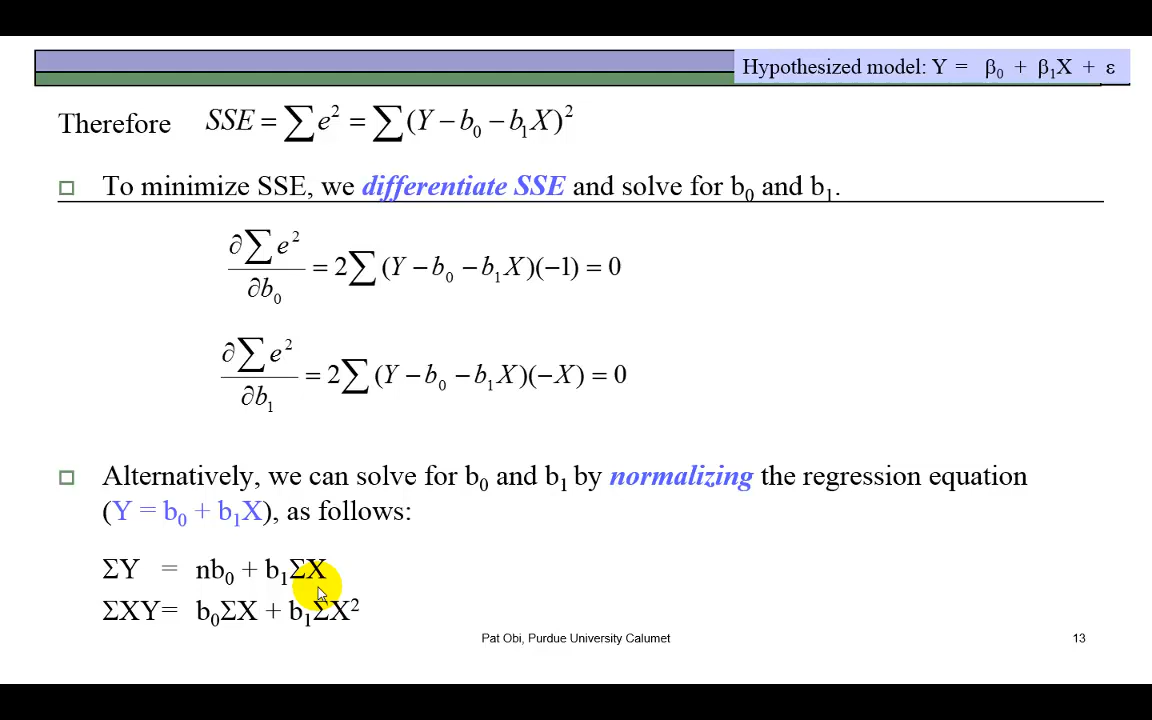 Hypothesized model: Y = β₀ + β₁X + ε
Therefore SSE = ∑ e² = ∑ (Y − b₀ − b₁X)²
To minimize SSE, we differentiate SSE and solve for b₀ and b₁.
∂∑ e² / ∂b₀ = 2∑ (Y − b₀ − b₁X)(−1) = 0
∂∑ e² / ∂b₁ = 2∑ (Y − b₀ − b₁X)(−X) = 0
Alternatively, we can solve for b₀ and b₁ by normalizing the regression equation
(Y = b₀ + b₁X), as follows:
ΣY = nb₀ + b₁ΣX
ΣXY= b₀ΣX + b₁ΣX²
Pat Obi, Purdue University Calumet
13